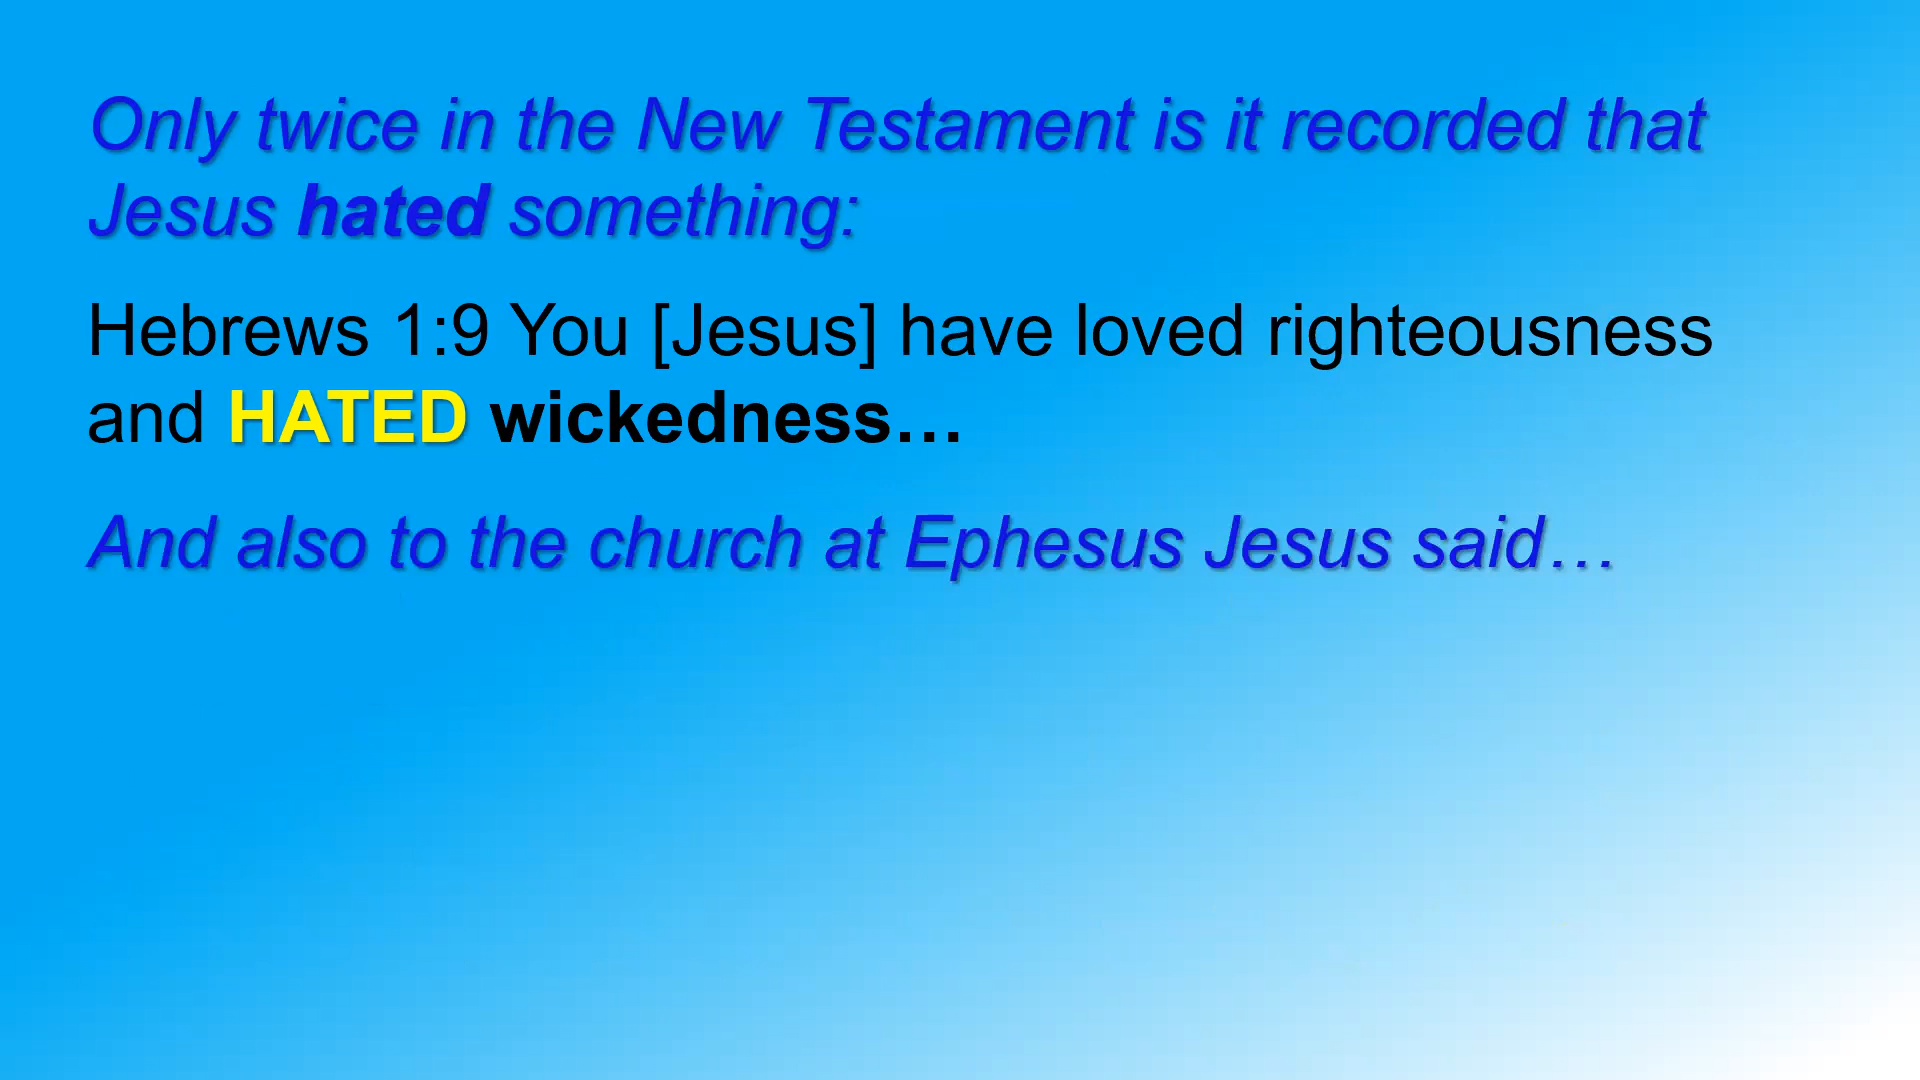 Only twice in the New Testament is it recorded that
Jesus hated something:
Hebrews 1:9 You [Jesus] have loved righteousness
and HATED wickedness…
And also to the church at Ephesus Jesus said…